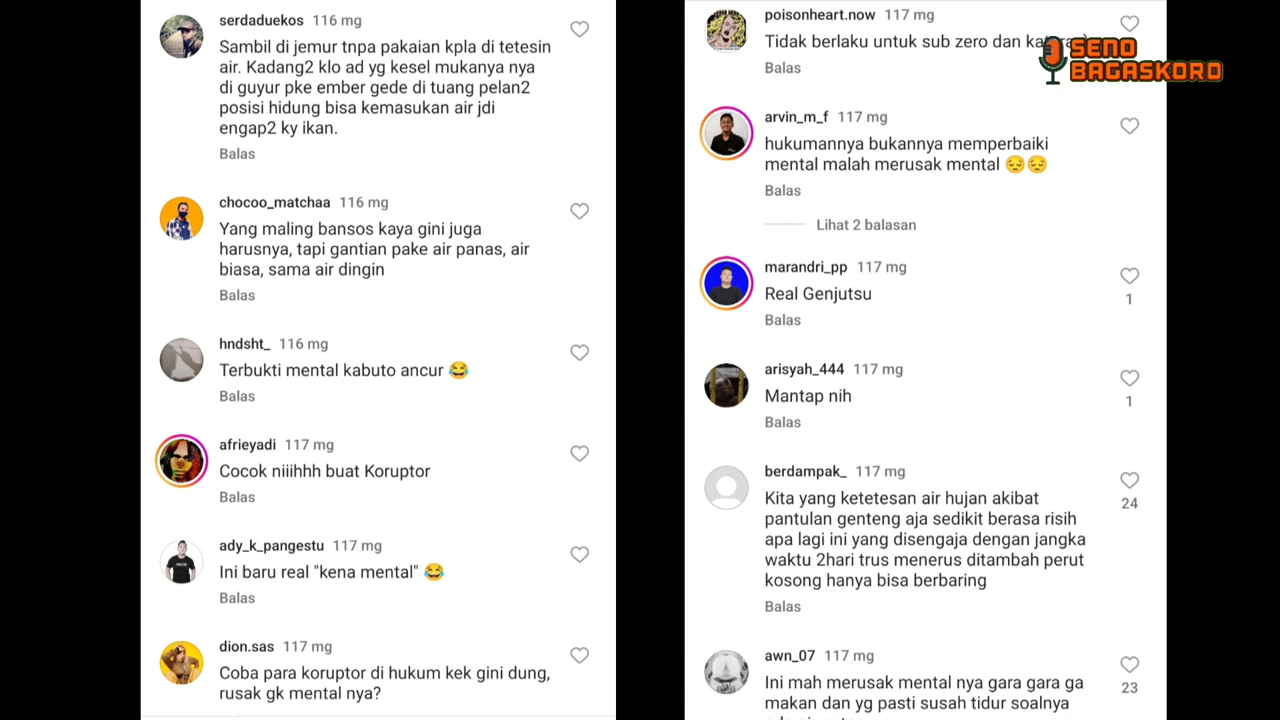 serdaduekos 116 mg
Sambil di jemur tnpa pakaian kpla di tetesin
air. Kadang2 klo ad yg kesel mukanya nya
di guyur pke ember gede di tuang pelan2
posisi hidung bisa kemasukan air jdi
engap2 ky ikan.
Balas
chocoo_matchaa 116 mg
Yang maling bansos kaya gini juga
harusnya, tapi gantian pake air panas, air
biasa, sama air dingin
Balas
hndsht_ 116 mg
Terbukti mental kabuto ancur 😂
Balas
afrieyadi 117 mg
Cocok niiihhh buat Koruptor
Balas
ady_k_pangestu 117 mg
Ini baru real "kena mental" 😂
Balas
dion.sas 117 mg
Coba para koruptor di hukum kek gini dung,
rusak gk mental nya?
poisonheart.now 117 mg
Tidak berlaku untuk sub zero dan
Balas
SENO
BAGASKORO
arvin_m_f 117 mg
hukumannya bukannya memperbaiki
mental malah merusak mental 😔😔
Balas
Lihat 2 balasan
marandri_pp 117 mg
Real Genjutsu
1
Balas
arisyah_444 117 mg
Mantap nih
1
Balas
berdampak_ 117 mg
Kita yang ketetesan air hujan akibat
24
pantulan genteng aja sedikit berasa risih
apa lagi ini yang disengaja dengan jangka
waktu 2hari trus menerus ditambah perut
kosong hanya bisa berbaring
Balas
awn_07 117 mg
Ini mah merusak mental nya gara gara ga
23
makan dan yg pasti susah tidur soalnya